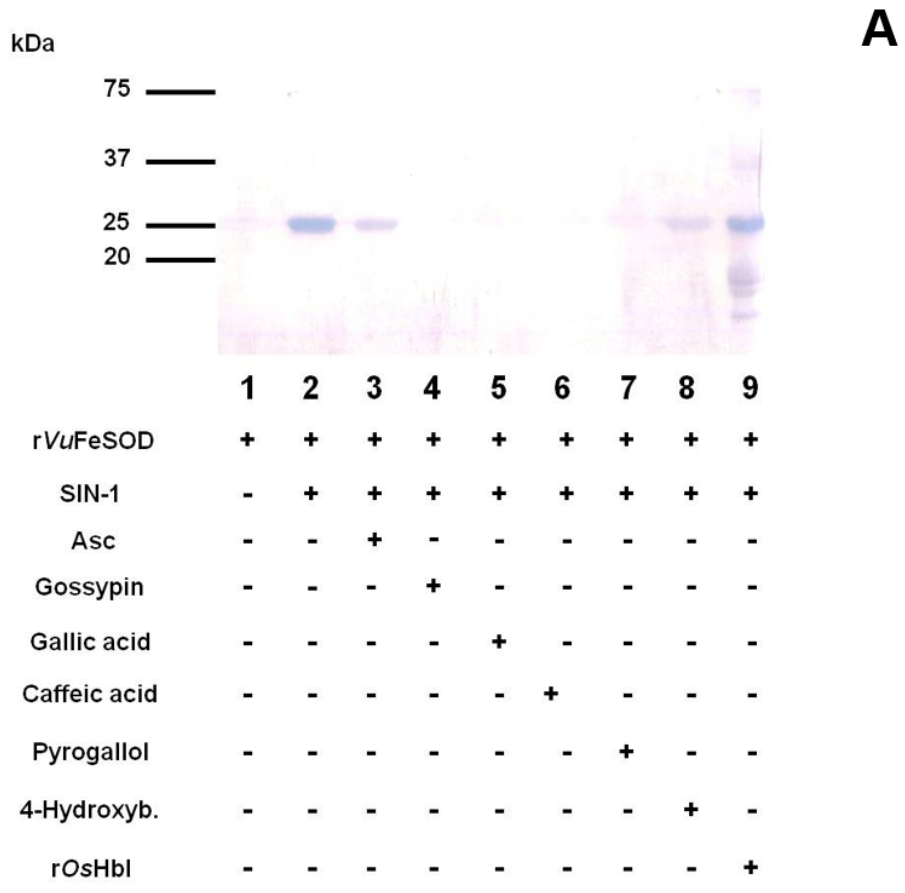 A
kDa
75
37
25
20
1 2 3 4 5 6 7 8 9
rVuFeSOD + + + + + + + + +
SIN-1 - + + + + + + + +
Asc - - + - - - - - -
Gossypin - - - + - - - - -
Gallic acid - - - - + - - - -
Caffeic acid - - - - - + - - -
Pyrogallol - - - - - - + - -
4-Hydroxyb. - - - - - - - + -
rOsHbI - - - - - - - - +